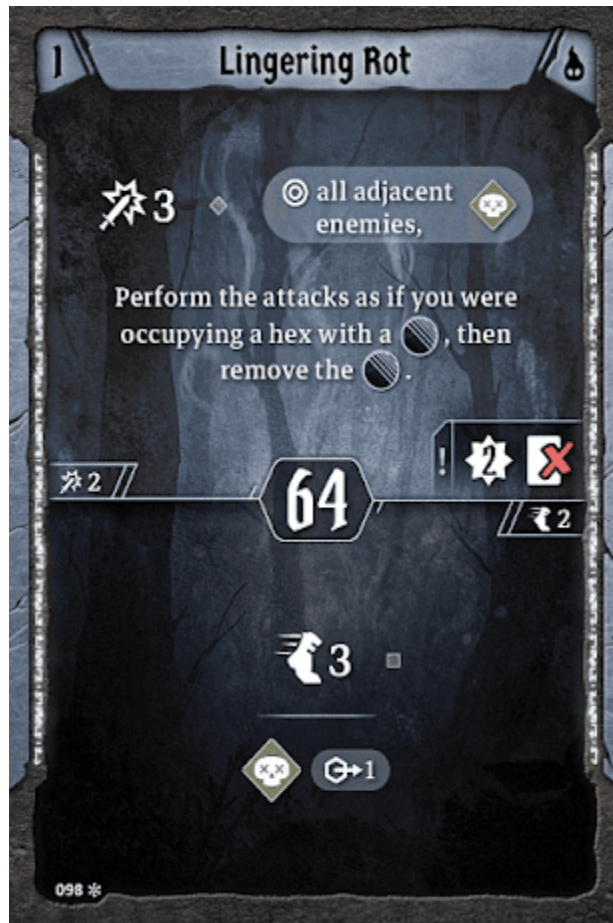 1
Lingering Rot
3
all adjacent
enemies,
Perform the attacks as if you were
occupying a hex with a , then
remove the .
! 2
2
64
2
3
1
098